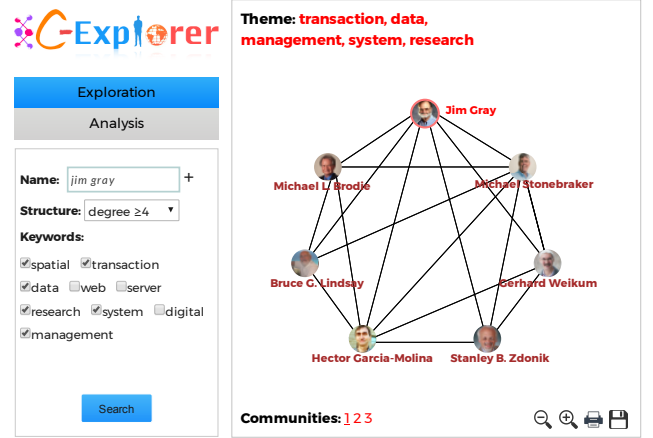 C-Explorer
Exploration
Analysis
Name: jim gray +
Structure: degree ≥4
Keywords:
spatial transaction
data web server
research system digital
management
Search
Theme: transaction, data,
management, system, research
Jim Gray
Michael L. Brodie
Michael Stonebraker
Bruce G. Lindsay
Gerhard Weikum
Hector Garcia-Molina
Stanley B. Zdonik
Communities: 1 2 3